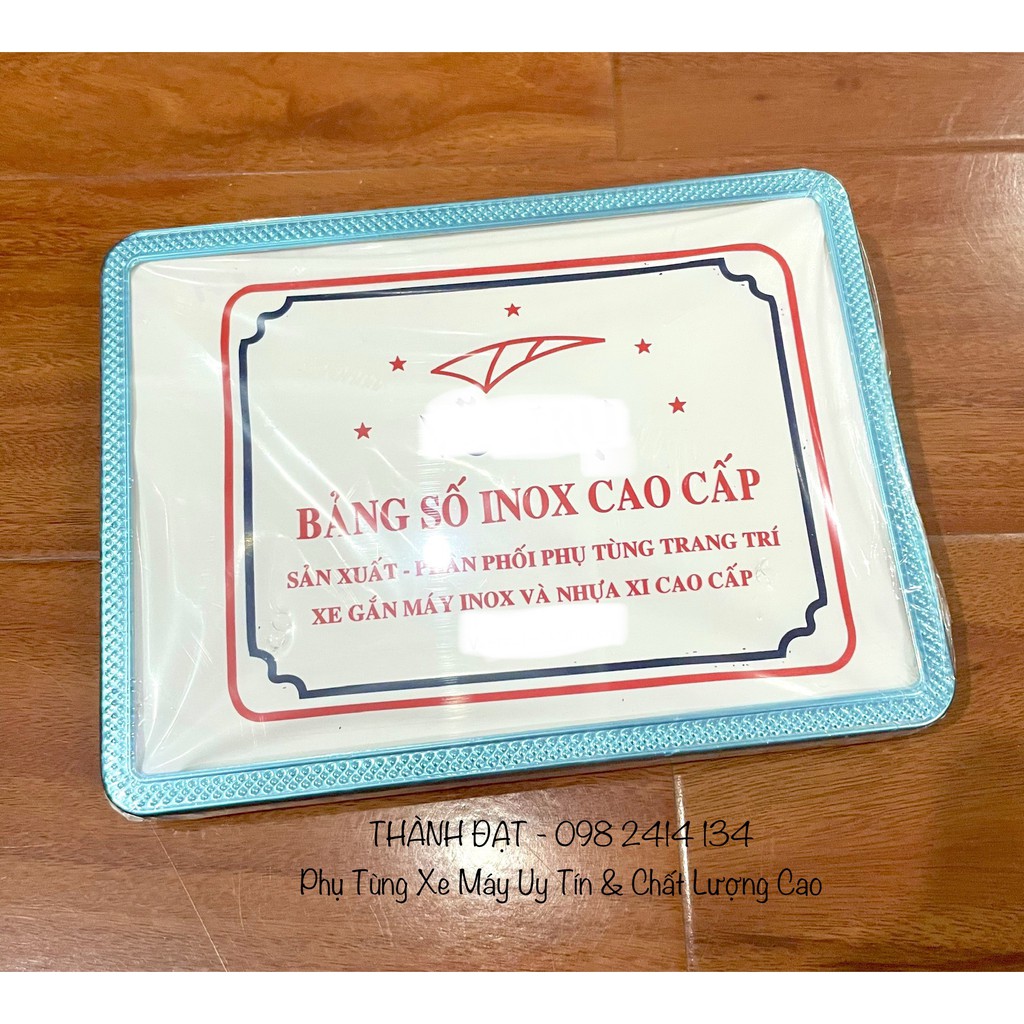 BẢNG SỐ INOX CAO CẤP
SẢN XUẤT - PHÂN PHỐI PHỤ TÙNG TRANG TRÍ
XE GẮN MÁY INOX VÀ NHỰA XI CAO CẤP
THÀNH ĐẠT - 098 2414 134
Phụ Tùng Xe Máy Uy Tín & Chất Lượng Cao